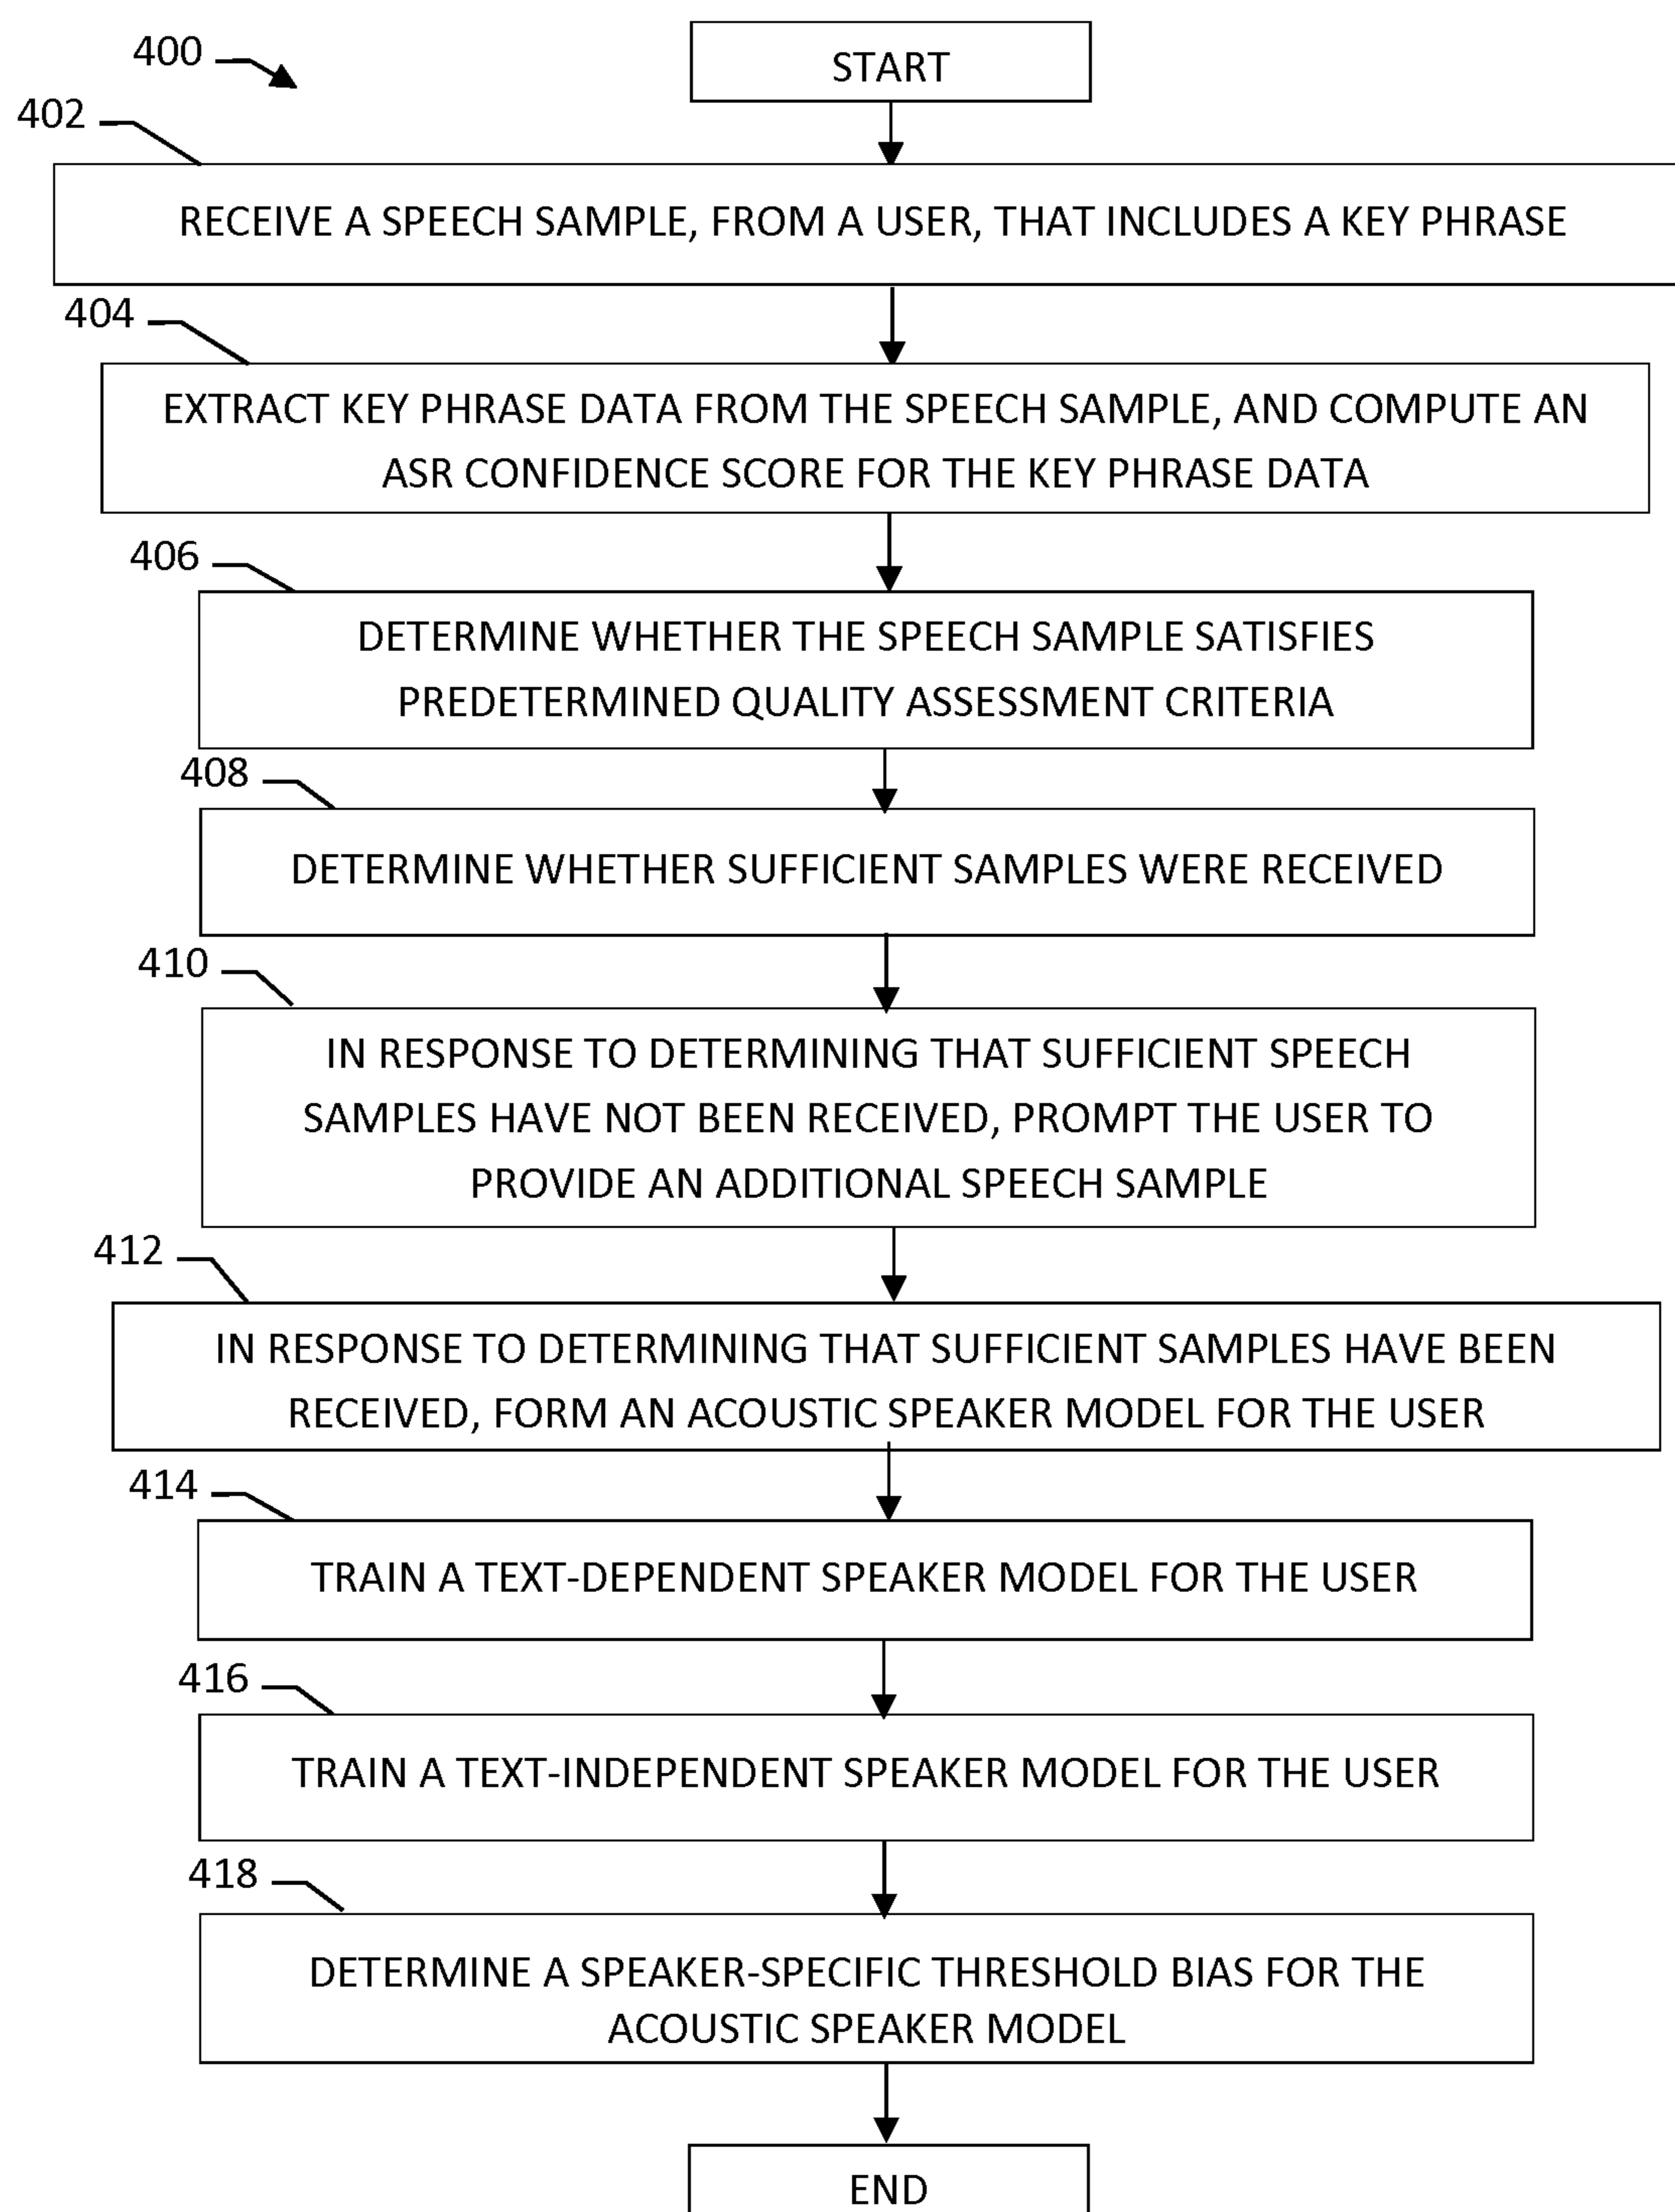 400
START
402
RECEIVE A SPEECH SAMPLE, FROM A USER, THAT INCLUDES A KEY PHRASE
404
EXTRACT KEY PHRASE DATA FROM THE SPEECH SAMPLE, AND COMPUTE AN
ASR CONFIDENCE SCORE FOR THE KEY PHRASE DATA
406
DETERMINE WHETHER THE SPEECH SAMPLE SATISFIES
PREDETERMINED QUALITY ASSESSMENT CRITERIA
408
DETERMINE WHETHER SUFFICIENT SAMPLES WERE RECEIVED
410
IN RESPONSE TO DETERMINING THAT SUFFICIENT SPEECH
SAMPLES HAVE NOT BEEN RECEIVED, PROMPT THE USER TO
PROVIDE AN ADDITIONAL SPEECH SAMPLE
412
IN RESPONSE TO DETERMINING THAT SUFFICIENT SAMPLES HAVE BEEN
RECEIVED, FORM AN ACOUSTIC SPEAKER MODEL FOR THE USER
414
TRAIN A TEXT-DEPENDENT SPEAKER MODEL FOR THE USER
416
TRAIN A TEXT-INDEPENDENT SPEAKER MODEL FOR THE USER
418
DETERMINE A SPEAKER-SPECIFIC THRESHOLD BIAS FOR THE
ACOUSTIC SPEAKER MODEL
END